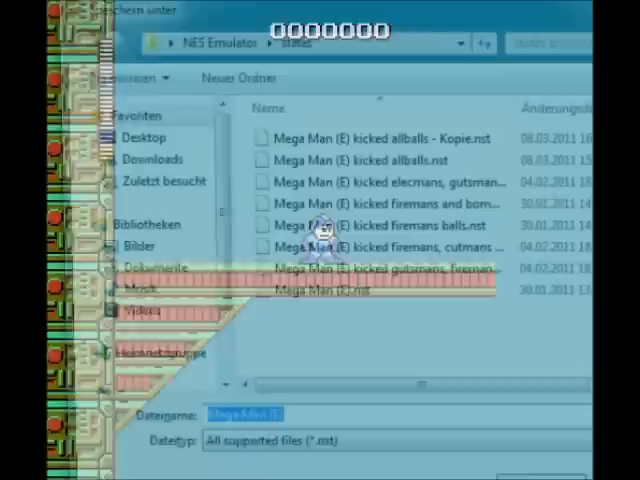 speichern unter
0000000
NES Emulator states
Neuer Ordner
Name
Änderungsd
Favoriten
Desktop
Downloads
Zuletzt besucht
Bibliotheken
Bilder
Dokumente
Musik
Videos
Heimnetzgruppe
Mega Man (E) kicked allballs - Kopie.nst 08.03.2011 16
Mega Man (E) kicked allballs.nst 08.03.2011
Mega Man (E) kicked elecmans, gutsman... 04.02.2011
Mega Man (E) kicked firemans and bom... 30.01.2011
Mega Man (E) kicked firemans balls.nst 30.01.2011
Mega Man (E) kicked firemans, cutmans ... 04.02.2011
Mega Man (E) kicked gutsmans, fireman... 04.02.2011
Mega Man (E).nst 30.01.2011
Dateiname: Mega Man (E)
Dateityp: All supported files (*.nst)